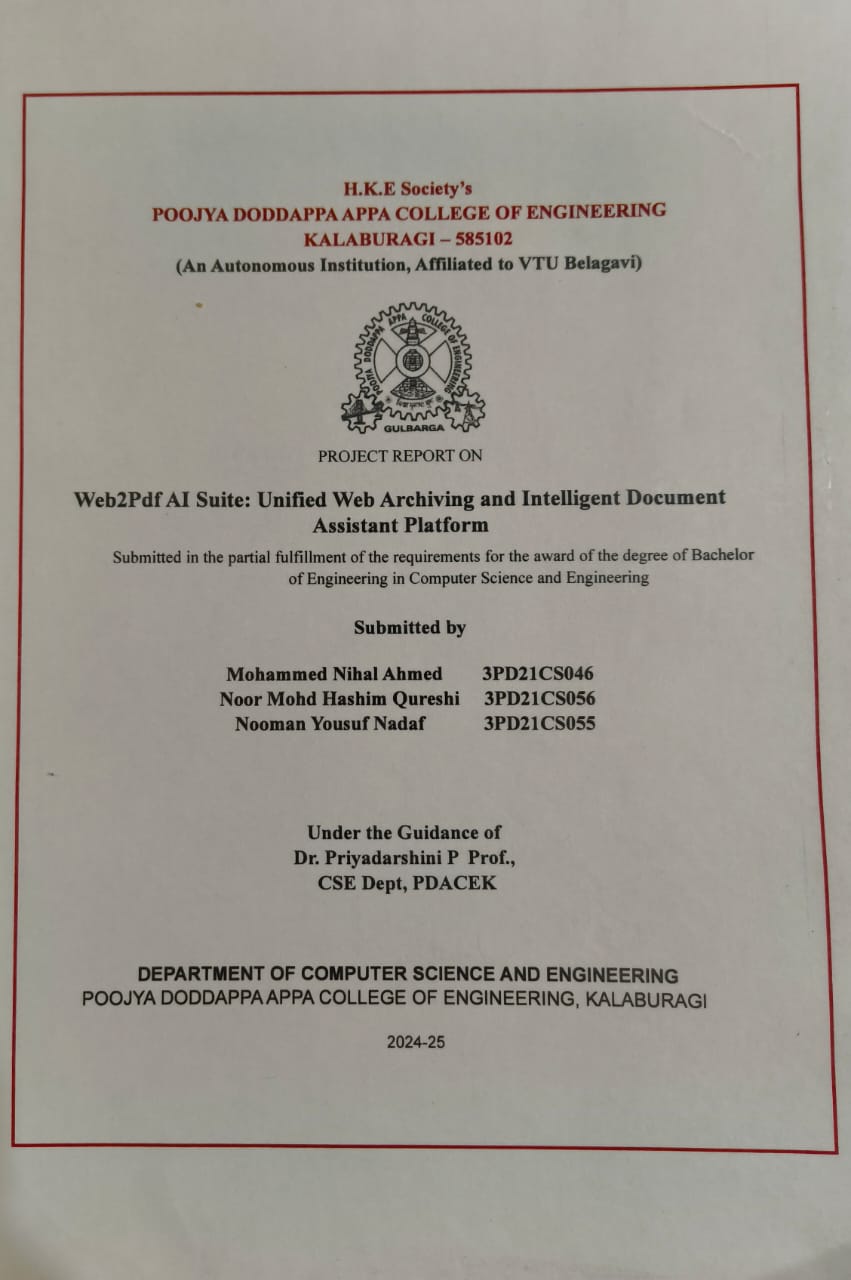 H.K.E Society's
POOJYA DODDAPPA APPA COLLEGE OF ENGINEERING
KALABURAGI – 585102
(An Autonomous Institution, Affiliated to VTU Belagavi)
POOJYA DODDAPPA APPA COLLEGE OF ENGINEERING
GULBARGA
PROJECT REPORT ON
Web2Pdf AI Suite: Unified Web Archiving and Intelligent Document
Assistant Platform
Submitted in the partial fulfillment of the requirements for the award of the degree of Bachelor
of Engineering in Computer Science and Engineering
Submitted by
Mohammed Nihal Ahmed 3PD21CS046
Noor Mohd Hashim Qureshi 3PD21CS056
Nooman Yousuf Nadaf 3PD21CS055
Under the Guidance of
Dr. Priyadarshini P Prof.,
CSE Dept, PDACEK
DEPARTMENT OF COMPUTER SCIENCE AND ENGINEERING
POOJYA DODDAPPA APPA COLLEGE OF ENGINEERING, KALABURAGI
2024-25